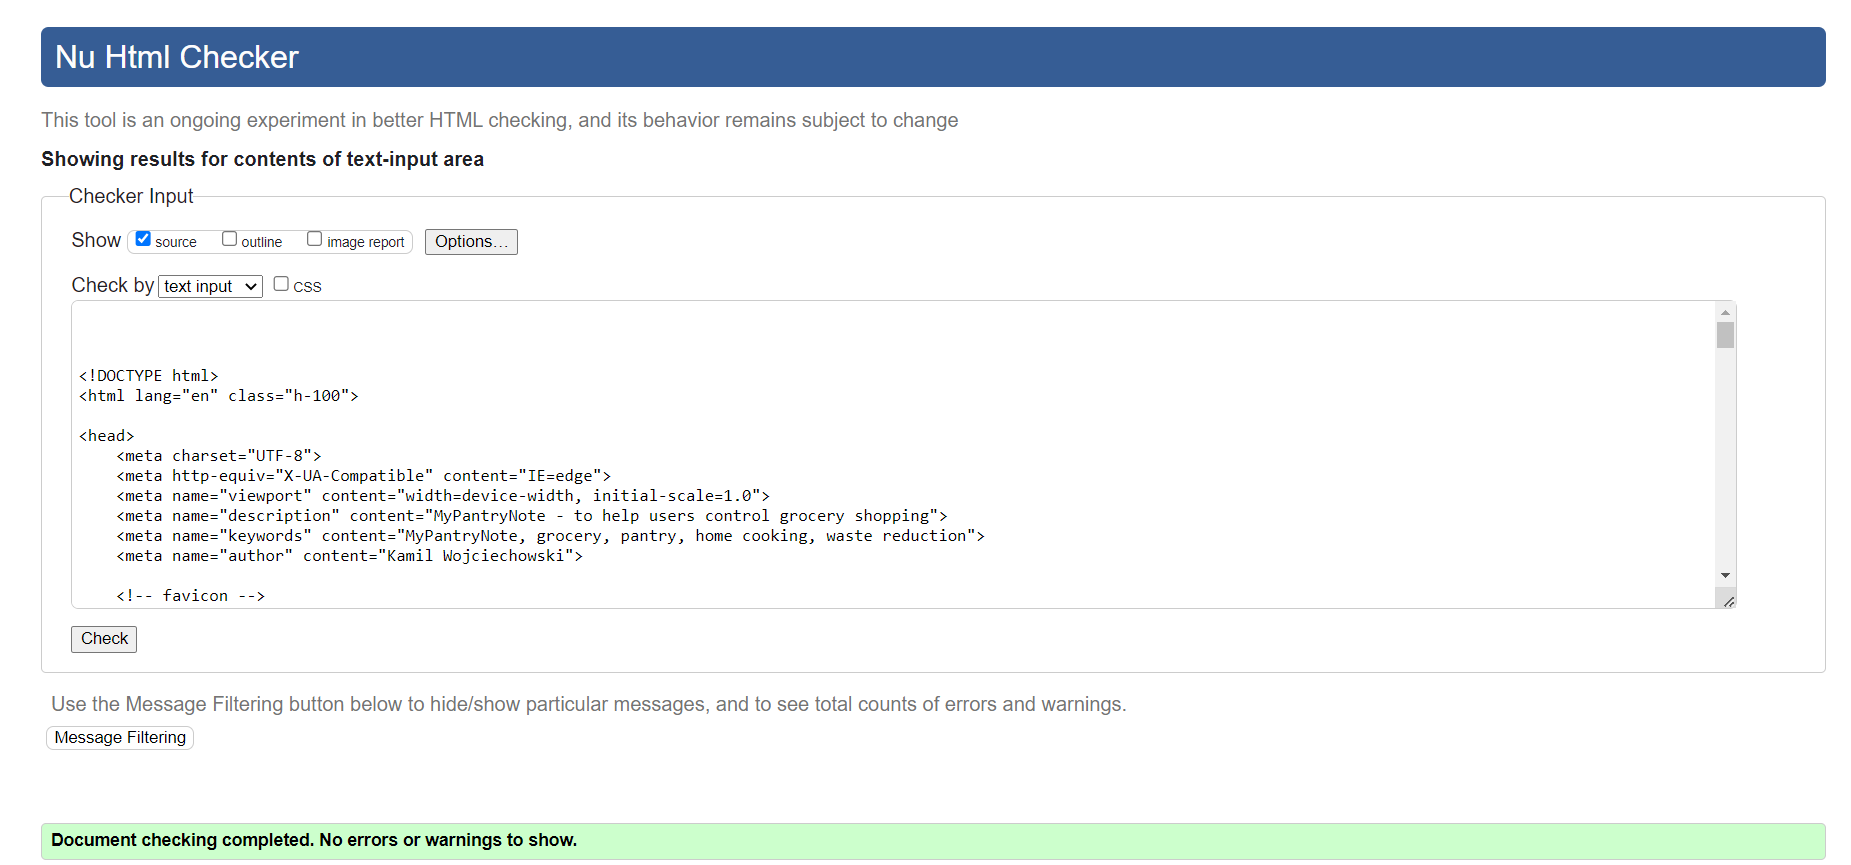 Nu Html Checker
This tool is an ongoing experiment in better HTML checking, and its behavior remains subject to change
Showing results for contents of text-input area
Checker Input
Show source outline image report Options...
Check by text input CSS
<!DOCTYPE html>
<html lang="en" class="h-100">
<head>
    <meta charset="UTF-8">
    <meta http-equiv="X-UA-Compatible" content="IE=edge">
    <meta name="viewport" content="width=device-width, initial-scale=1.0">
    <meta name="description" content="MyPantryNote - to help users control grocery shopping">
    <meta name="keywords" content="MyPantryNote, grocery, pantry, home cooking, waste reduction">
    <meta name="author" content="Kamil Wojciechowski">
    <!-- favicon -->
Check
Use the Message Filtering button below to hide/show particular messages, and to see total counts of errors and warnings.
Message Filtering
Document checking completed. No errors or warnings to show.